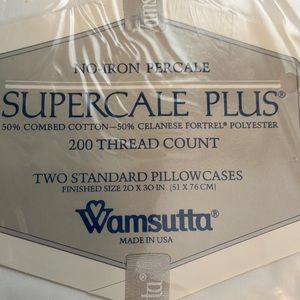 Wamsutta
NO-IRON PERCALE
SUPERCALE PLUS®
50% COMBED COTTON—50% CELANESE FORTREL® POLYESTER
200 THREAD COUNT
TWO STANDARD PILLOWCASES
FINISHED SIZE 20 X 30 IN. (51 X 76 CM)
Wamsutta®
MADE IN USA